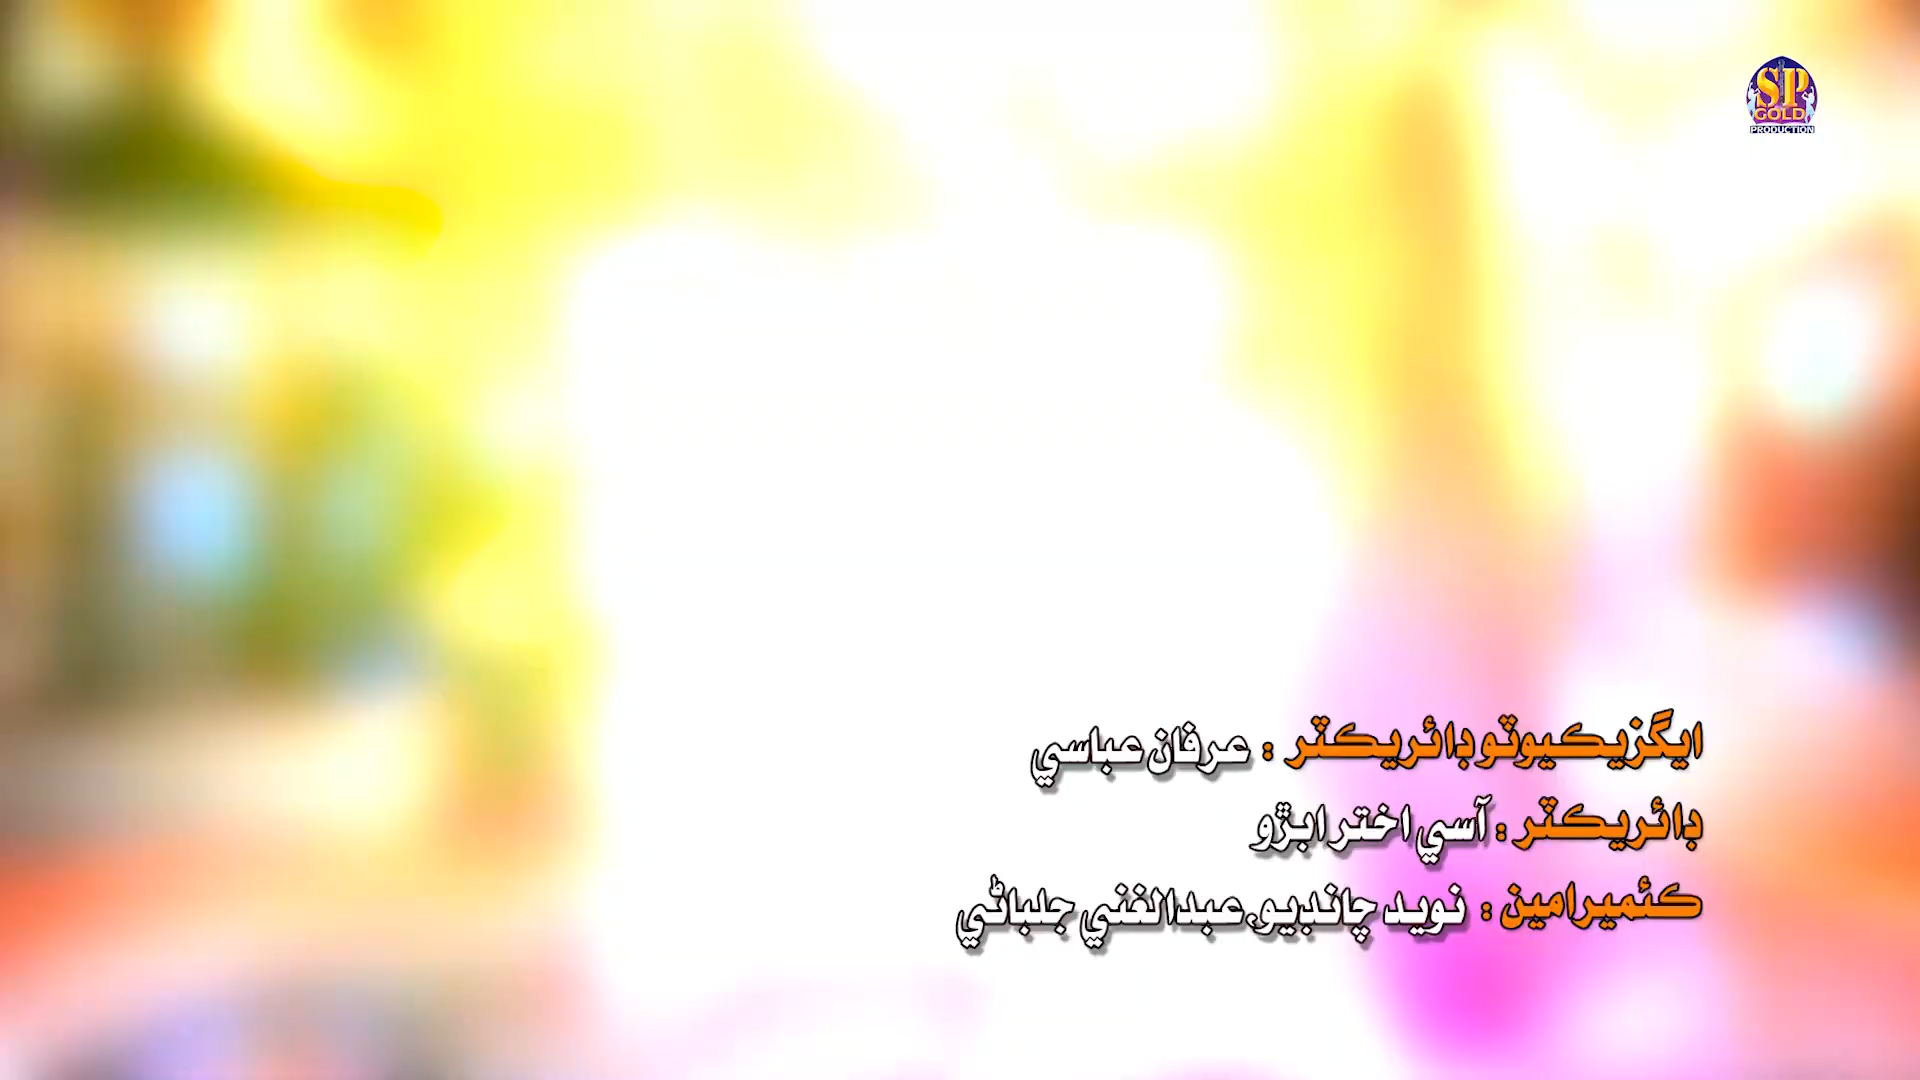 SP
GOLD
PRODUCTION
ايگزيڪيوٽو ڊائريڪٽر : عرفان عباسي
ڊائريڪٽر : آسي اختر ابڙو
ڪئميرامين : نويد چانڊيو، عبدالغني جلباڻي